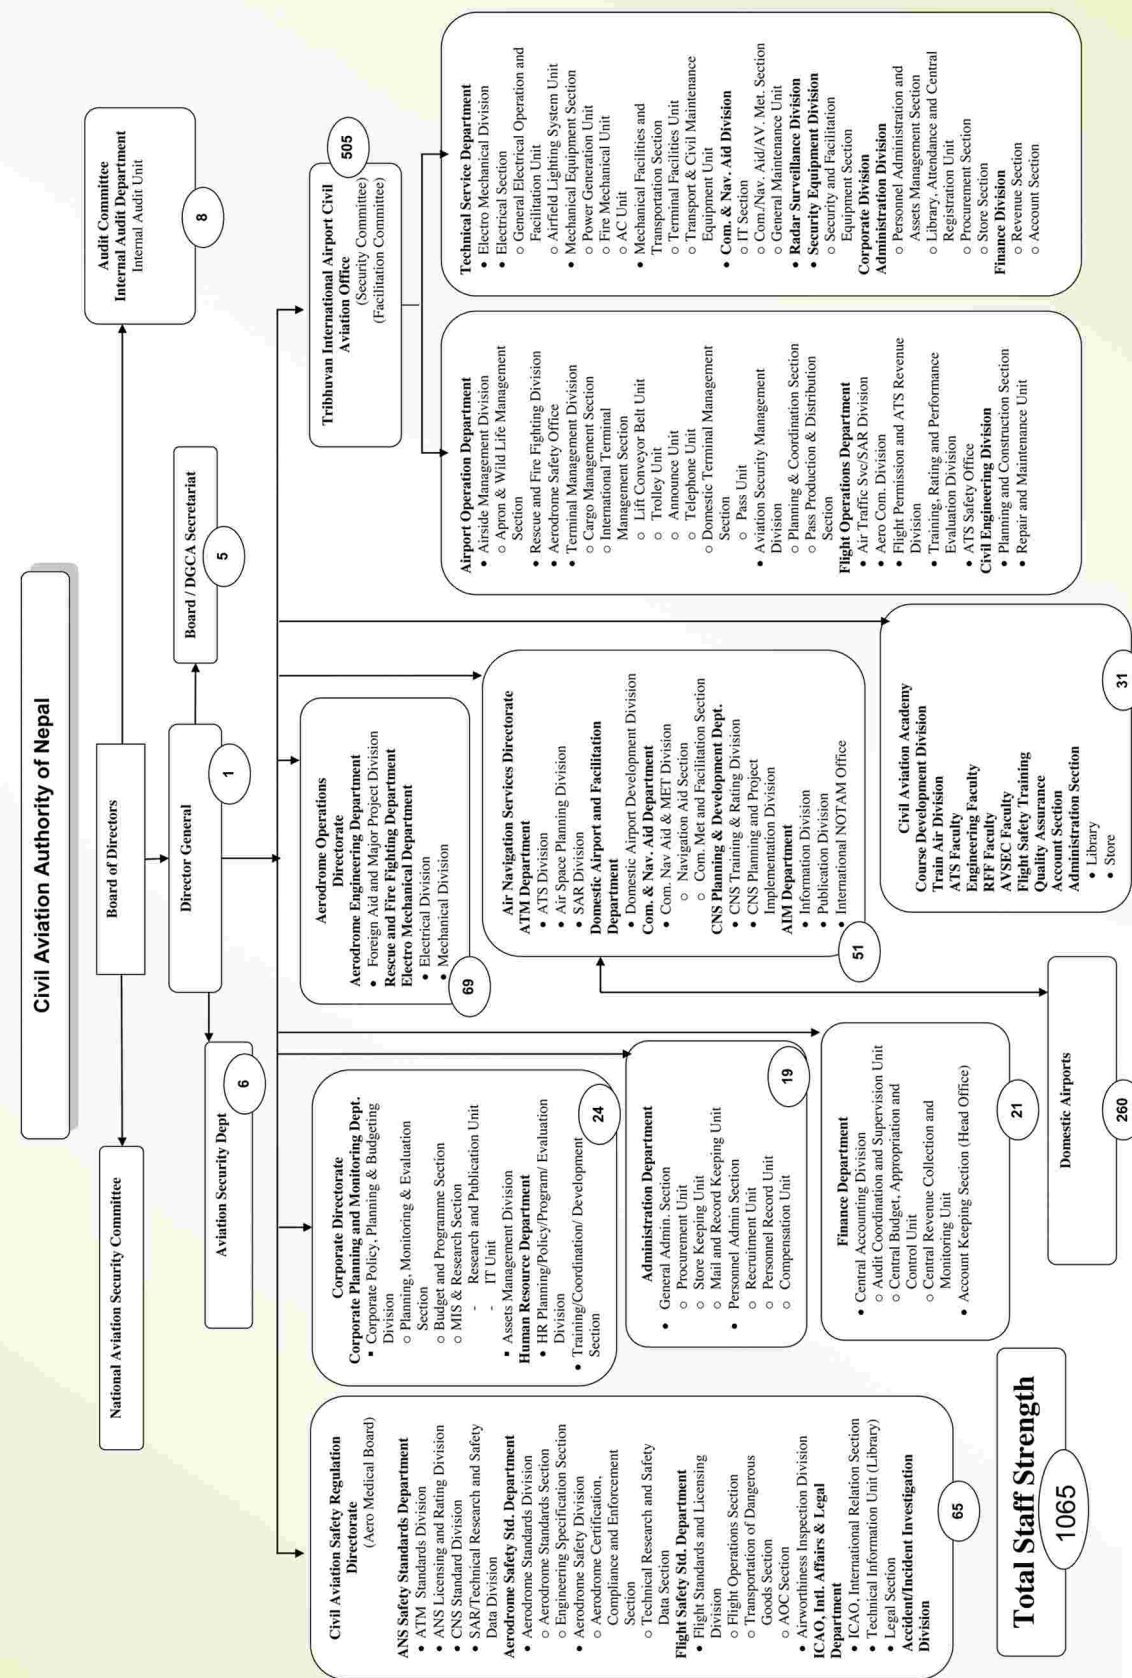 Civil Aviation Authority of Nepal
Board of Directors
National Aviation Security Committee
Audit Committee
Internal Audit Department
Internal Audit Unit
8
Director General
1
Board / DGCA Secretariat
5
Aviation Security Dept
6
Civil Aviation Safety Regulation
Directorate
(Aero Medical Board)
ANS Safety Standards Department
• ATM Standards Division
• ANS Licensing and Rating Division
• CNS Standard Division
• SAR/Technical Research and Safety
Data Division
Aerodrome Safety Std. Department
• Aerodrome Standards Division
o Aerodrome Standards Section
o Engineering Specification Section
• Aerodrome Safety Division
o Aerodrome Certification,
Compliance and Enforcement
Section
o Technical Research and Safety
Data Section
Flight Safety Std. Department
• Flight Standards and Licensing
Division
o Flight Operations Section
o Transportation of Dangerous
Goods Section
o AOC Section
• Airworthiness Inspection Division
ICAO, Intl. Affairs & Legal
Department
• ICAO, International Relation Section
• Technical Information Unit (Library)
• Legal Section
Accident/Incident Investigation
Division
65
Corporate Directorate
Corporate Planning and Monitoring Dept.
▪ Corporate Policy, Planning & Budgeting
Division
o Planning, Monitoring & Evaluation
Section
o Budget and Programme Section
o MIS & Research Section
- Research and Publication Unit
- IT Unit
▪ Assets Management Division
Human Resource Department
• HR Planning/Policy/Program/ Evaluation
Division
• Training/Coordination/ Development
Section
24
Administration Department
• General Admin. Section
o Procurement Unit
o Store Keeping Unit
o Mail and Record Keeping Unit
• Personnel Admin Section
o Recruitment Unit
o Personnel Record Unit
o Compensation Unit
19
Finance Department
• Central Accounting Division
o Audit Coordination and Supervision Unit
o Central Budget, Appropriation and
Control Unit
o Central Revenue Collection and
Monitoring Unit
• Account Keeping Section (Head Office)
21
Aerodrome Operations
Directorate
Aerodrome Engineering Department
• Foreign Aid and Major Project Division
Rescue and Fire Fighting Department
Electro Mechanical Department
• Electrical Division
• Mechanical Division
69
Air Navigation Services Directorate
ATM Department
• ATS Division
• Air Space Planning Division
• SAR Division
Domestic Airport and Facilitation
Department
• Domestic Airport Development Division
Com. & Nav. Aid Department
• Com. Nav Aid & MET Division
o Navigation Aid Section
o Com. Met and Facilitation Section
CNS Planning & Development Dept.
• CNS Training & Rating Division
• CNS Planning and Project
Implementation Division
AIM Department
• Information Division
• Publication Division
• International NOTAM Office
51
Domestic Airports
260
Civil Aviation Academy
Course Development Division
Train Air Division
ATS Faculty
Engineering Faculty
RFF Faculty
AVSEC Faculty
Flight Safety Training
Quality Assurance
Account Section
Administration Section
• Library
• Store
31
Tribhuvan International Airport Civil
Aviation Office
(Security Committee)
(Facilitation Committee)
505
Airport Operation Department
• Airside Management Division
o Apron & Wild Life Management
Section
• Rescue and Fire Fighting Division
• Aerodrome Safety Office
• Terminal Management Division
o Cargo Management Section
o International Terminal
Management Section
o Lift Conveyor Belt Unit
o Trolley Unit
o Announce Unit
o Telephone Unit
o Domestic Terminal Management
Section
o Pass Unit
• Aviation Security Management
Division
o Planning & Coordination Section
o Pass Production & Distribution
Section
Flight Operations Department
• Air Traffic Svc/SAR Division
• Aero Com. Division
• Flight Permission and ATS Revenue
Division
• Training, Rating and Performance
Evaluation Division
• ATS Safety Office
Civil Engineering Division
• Planning and Construction Section
• Repair and Maintenance Unit
Technical Service Department
• Electro Mechanical Division
• Electrical Section
o General Electrical Operation and
Facilitation Unit
o Airfield Lighting System Unit
• Mechanical Equipment Section
o Power Generation Unit
o Fire Mechanical Unit
o AC Unit
• Mechanical Facilities and
Transportation Section
o Terminal Facilities Unit
o Transport & Civil Maintenance
Equipment Unit
• Com. & Nav. Aid Division
o IT Section
o Com./Nav. Aid/AV. Met. Section
o General Maintenance Unit
• Radar Surveillance Division
• Security Equipment Division
o Security and Facilitation
Equipment Section
Corporate Division
Administration Division
o Personnel Administration and
Assets Management Section
o Library, Attendance and Central
Registration Unit
o Procurement Section
o Store Section
Finance Division
o Revenue Section
o Account Section
Total Staff Strength
1065